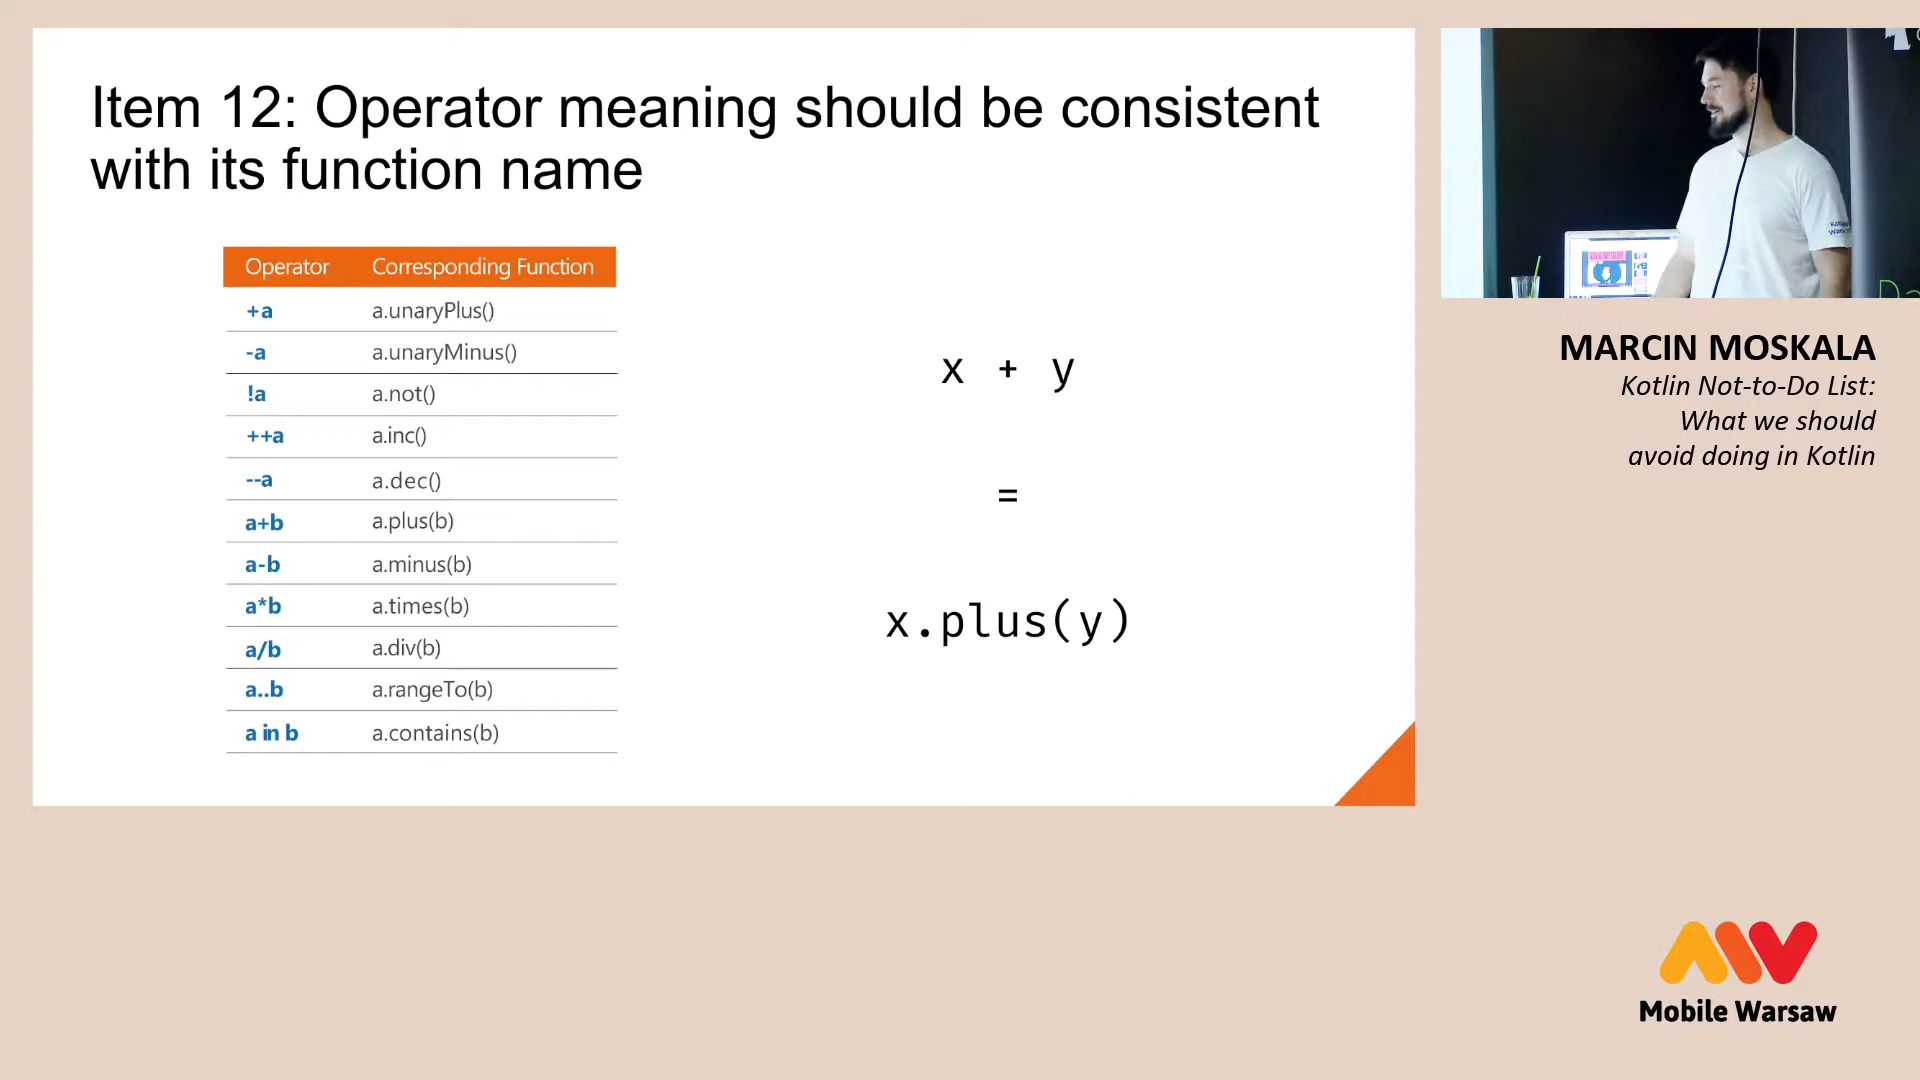 Item 12: Operator meaning should be consistent
with its function name
Operator Corresponding Function
+a a.unaryPlus()
-a a.unaryMinus()
!a a.not()
++a a.inc()
--a a.dec()
a+b a.plus(b)
a-b a.minus(b)
a*b a.times(b)
a/b a.div(b)
a..b a.rangeTo(b)
a in b a.contains(b)
x + y
=
x.plus(y)
MARCIN MOSKALA
Kotlin Not-to-Do List:
What we should
avoid doing in Kotlin
Mobile Warsaw